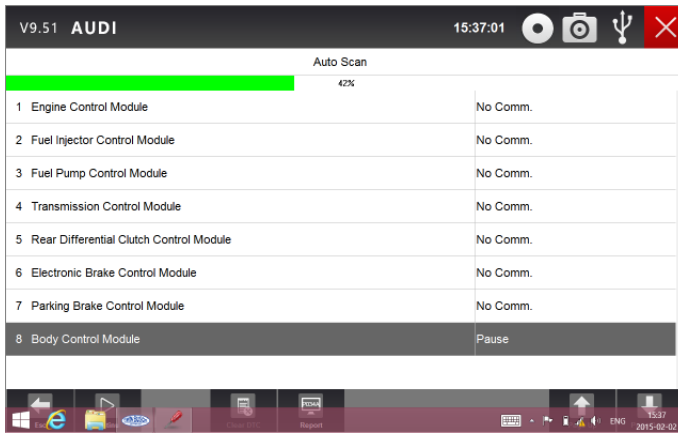 V9.51 AUDI 15:37:01
Auto Scan
42%
1 Engine Control Module No Comm.
2 Fuel Injector Control Module No Comm.
3 Fuel Pump Control Module No Comm.
4 Transmission Control Module No Comm.
5 Rear Differential Clutch Control Module No Comm.
6 Electronic Brake Control Module No Comm.
7 Parking Brake Control Module No Comm.
8 Body Control Module Pause
Clear DTC Report
ENG 15:37
2015-02-02